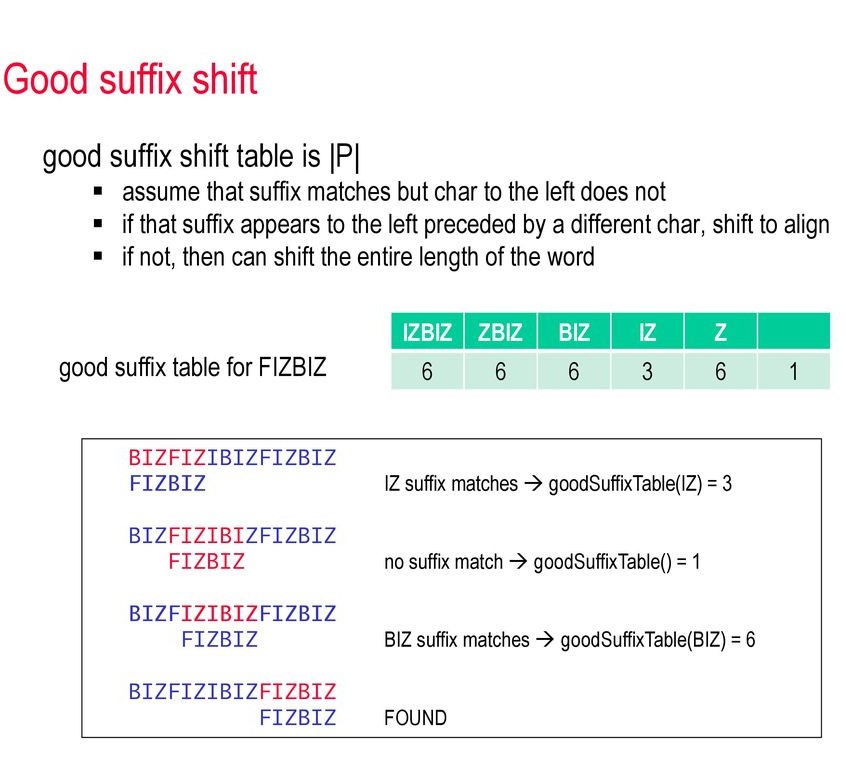 Good suffix shift
good suffix shift table is |P|
▪ assume that suffix matches but char to the left does not
▪ if that suffix appears to the left preceded by a different char, shift to align
▪ if not, then can shift the entire length of the word
IZBIZ ZBIZ BIZ IZ Z
good suffix table for FIZBIZ 6 6 6 3 6 1
BIZFIZIBIZFIZBIZ
FIZBIZ IZ suffix matches → goodSuffixTable(IZ) = 3
BIZFIZIBIZFIZBIZ
FIZBIZ no suffix match → goodSuffixTable() = 1
BIZFIZIBIZFIZBIZ
FIZBIZ BIZ suffix matches → goodSuffixTable(BIZ) = 6
BIZFIZIBIZFIZBIZ
FIZBIZ FOUND